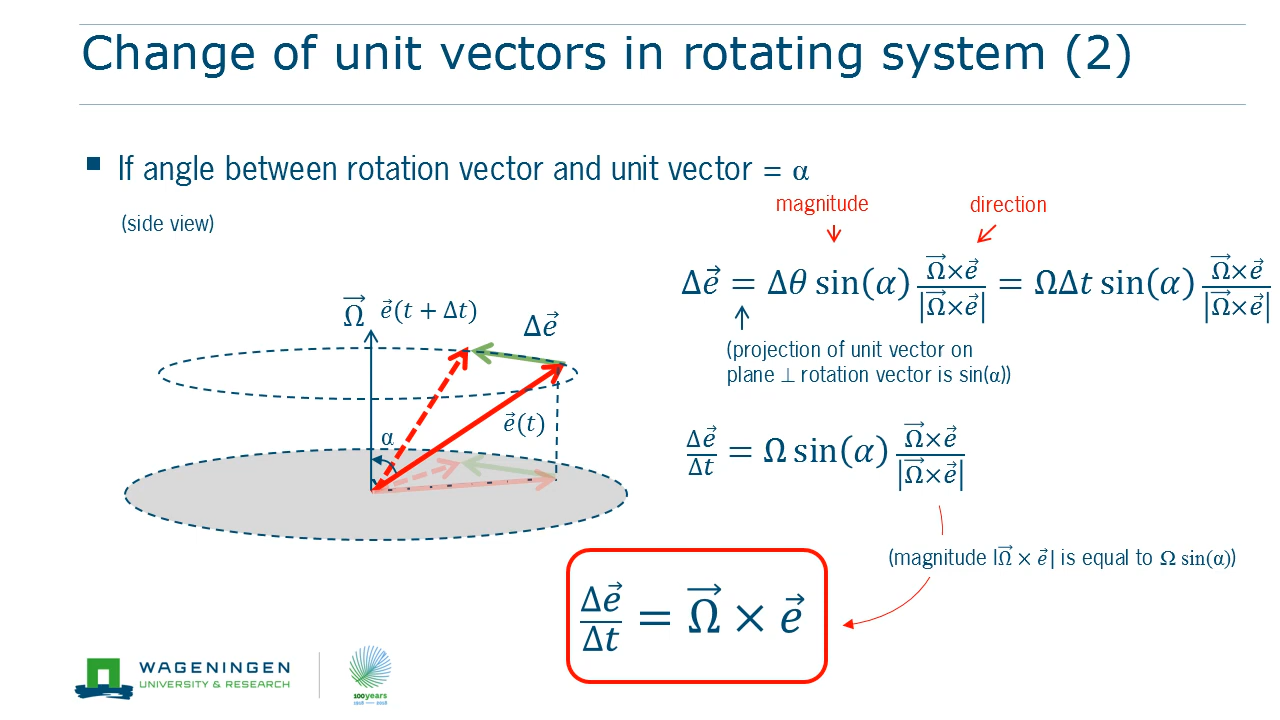 Change of unit vectors in rotating system (2)
▪ If angle between rotation vector and unit vector = α
(side view)
magnitude
direction
Δe⃗ = Δθ sin(α) (Ω⃗×e⃗)/|Ω⃗×e⃗| = ΩΔt sin(α) (Ω⃗×e⃗)/|Ω⃗×e⃗|
(projection of unit vector on
plane ⊥ rotation vector is sin(α))
Ω⃗
e⃗(t + Δt)
Δe⃗
e⃗(t)
α
Δe⃗/Δt = Ω sin(α) (Ω⃗×e⃗)/|Ω⃗×e⃗|
(magnitude |Ω⃗ × e⃗| is equal to Ω sin(α))
Δe⃗/Δt = Ω⃗ × e⃗
WAGENINGEN
UNIVERSITY & RESEARCH
100years
1918 — 2018